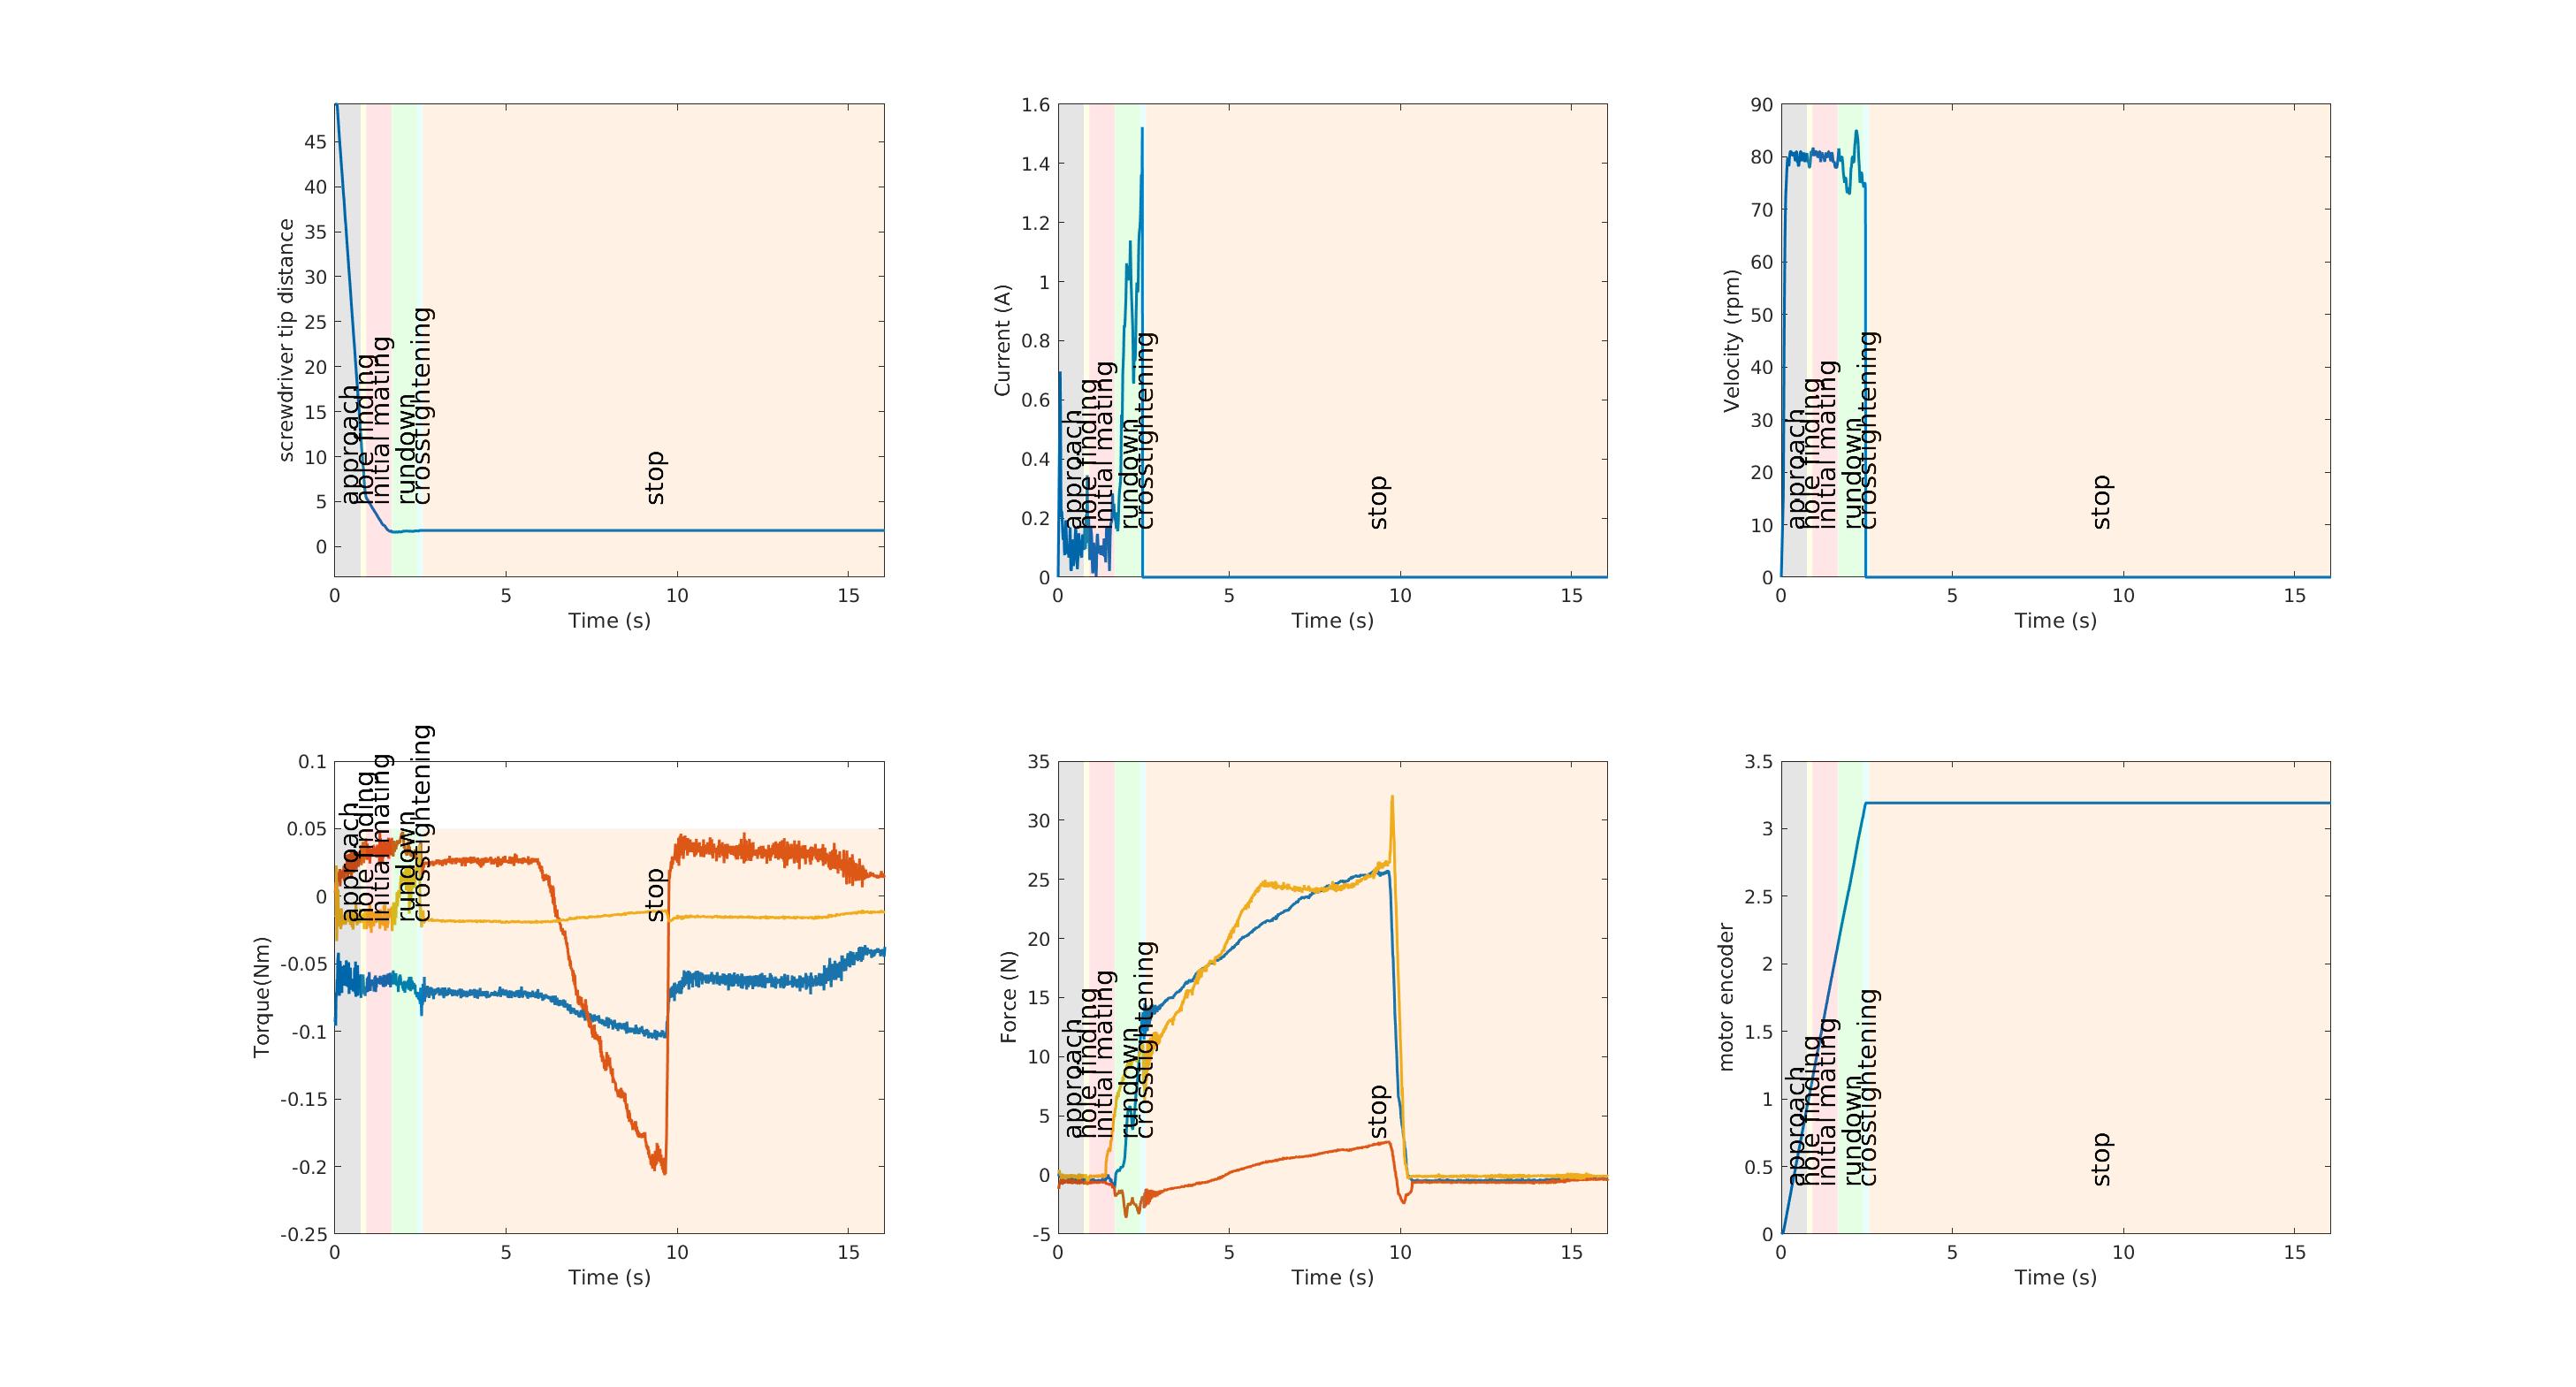 screwdriver tip distance
45
40
35
30
25
20
15
10
5
0
approach
hole finding
initial mating
rundown
crosstightening
stop
0 5 10 15
Time (s)
Current (A)
1.6
1.4
1.2
1
0.8
0.6
0.4
0.2
0
approach
hole finding
initial mating
rundown
crosstightening
stop
0 5 10 15
Time (s)
Velocity (rpm)
90
80
70
60
50
40
30
20
10
0
approach
hole finding
initial mating
rundown
crosstightening
stop
0 5 10 15
Time (s)
Torque(Nm)
0.1
0.05
0
-0.05
-0.1
-0.15
-0.2
-0.25
approach
hole finding
initial mating
rundown
crosstightening
stop
0 5 10 15
Time (s)
Force (N)
35
30
25
20
15
10
5
0
-5
approach
hole finding
initial mating
rundown
crosstightening
stop
0 5 10 15
Time (s)
motor encoder
3.5
3
2.5
2
1.5
1
0.5
0
approach
hole finding
initial mating
rundown
crosstightening
stop
0 5 10 15
Time (s)